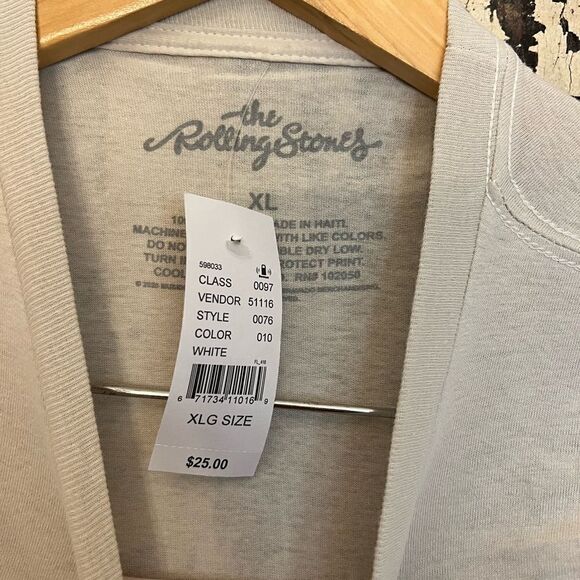 the
Rolling Stones
XL
MADE IN HAITI.
MACHINE WITH LIKE COLORS.
DO NO DRY LOW.
TURN I PROTECT PRINT.
COOL RN# 102050
598033
CLASS 0097
VENDOR 51116
STYLE 0076
COLOR 010
WHITE
6 71734 11016 9
XLG SIZE
$25.00